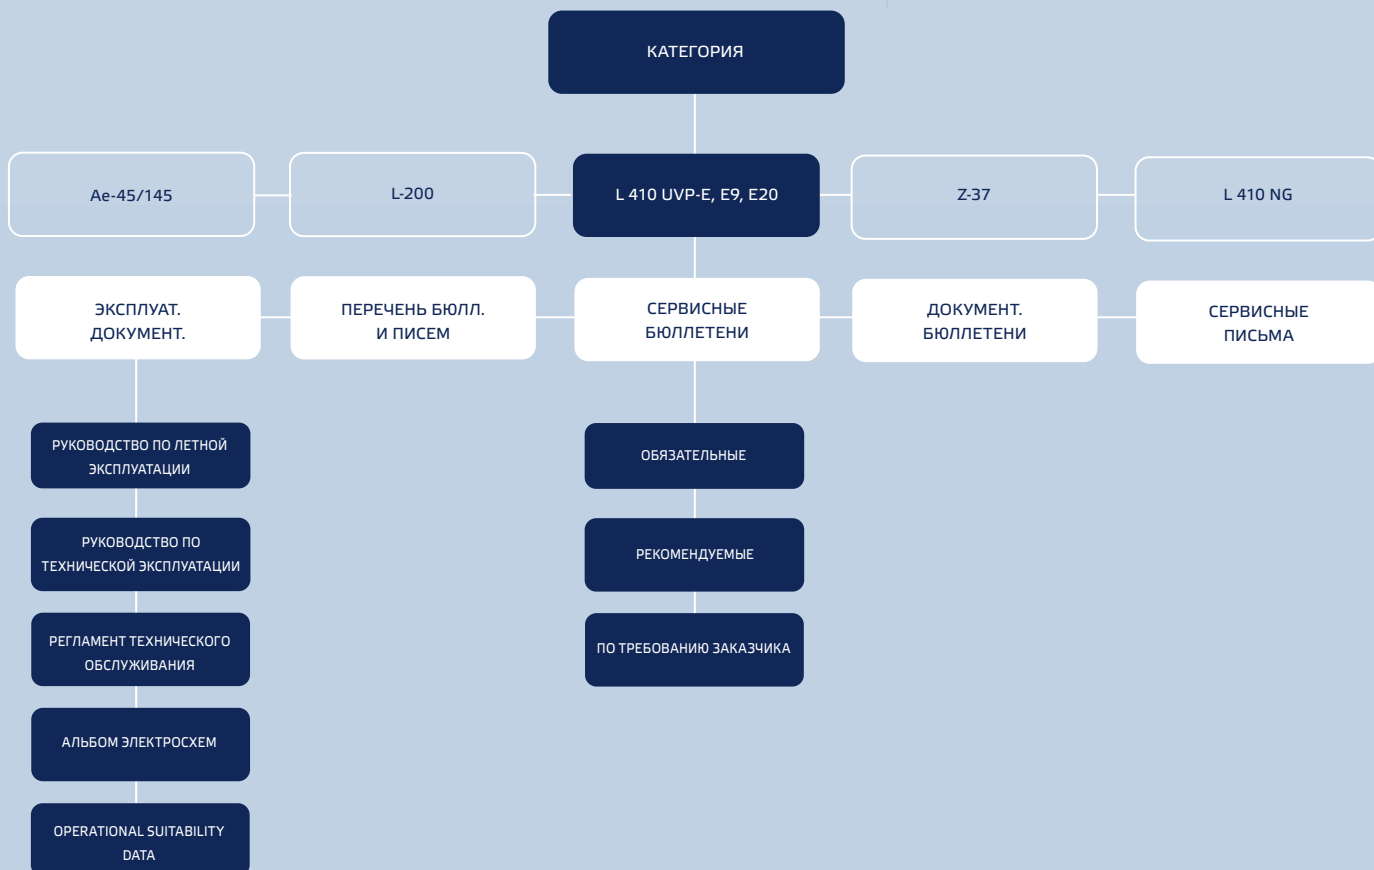 КАТЕГОРИЯ
Ae-45/145
L-200
L 410 UVP-E, E9, E20
Z-37
L 410 NG
ЭКСПЛУАТ.
ДОКУМЕНТ.
ПЕРЕЧЕНЬ БЮЛЛ.
И ПИСЕМ
СЕРВИСНЫЕ
БЮЛЛЕТЕНИ
ДОКУМЕНТ.
БЮЛЛЕТЕНИ
СЕРВИСНЫЕ
ПИСЬМА
РУКОВОДСТВО ПО ЛЕТНОЙ
ЭКСПЛУАТАЦИИ
РУКОВОДСТВО ПО
ТЕХНИЧЕСКОЙ ЭКСПЛУАТАЦИИ
РЕГЛАМЕНТ ТЕХНИЧЕСКОГО
ОБСЛУЖИВАНИЯ
АЛЬБОМ ЭЛЕКТРОСХЕМ
OPERATIONAL SUITABILITY
DATA
ОБЯЗАТЕЛЬНЫЕ
РЕКОМЕНДУЕМЫЕ
ПО ТРЕБОВАНИЮ ЗАКАЗЧИКА